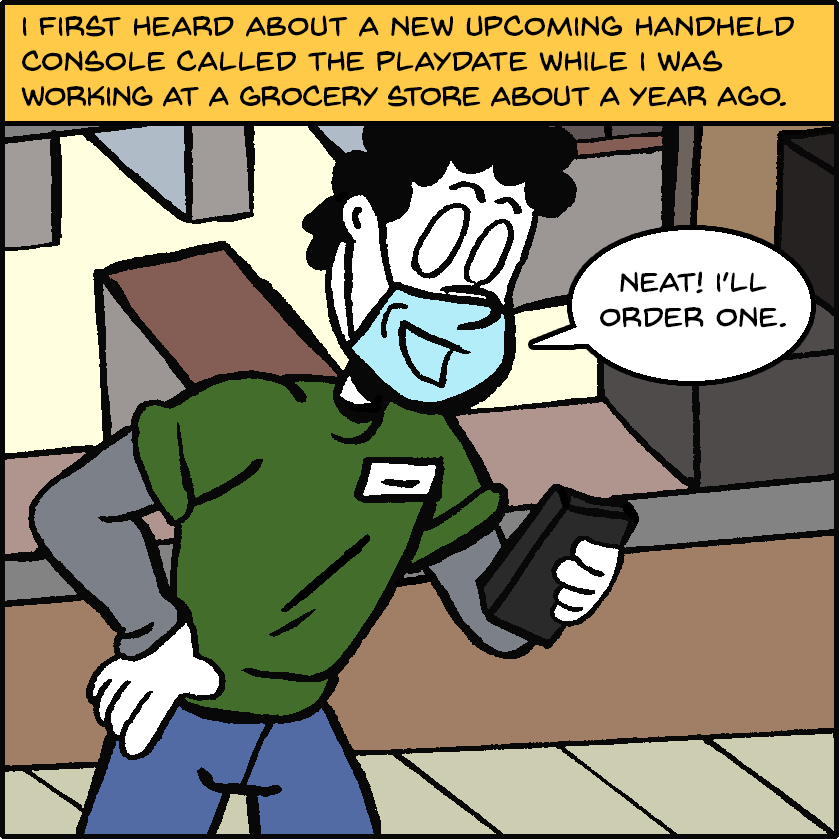 I FIRST HEARD ABOUT A NEW UPCOMING HANDHELD
CONSOLE CALLED THE PLAYDATE WHILE I WAS
WORKING AT A GROCERY STORE ABOUT A YEAR AGO.
NEAT! I'LL
ORDER ONE.